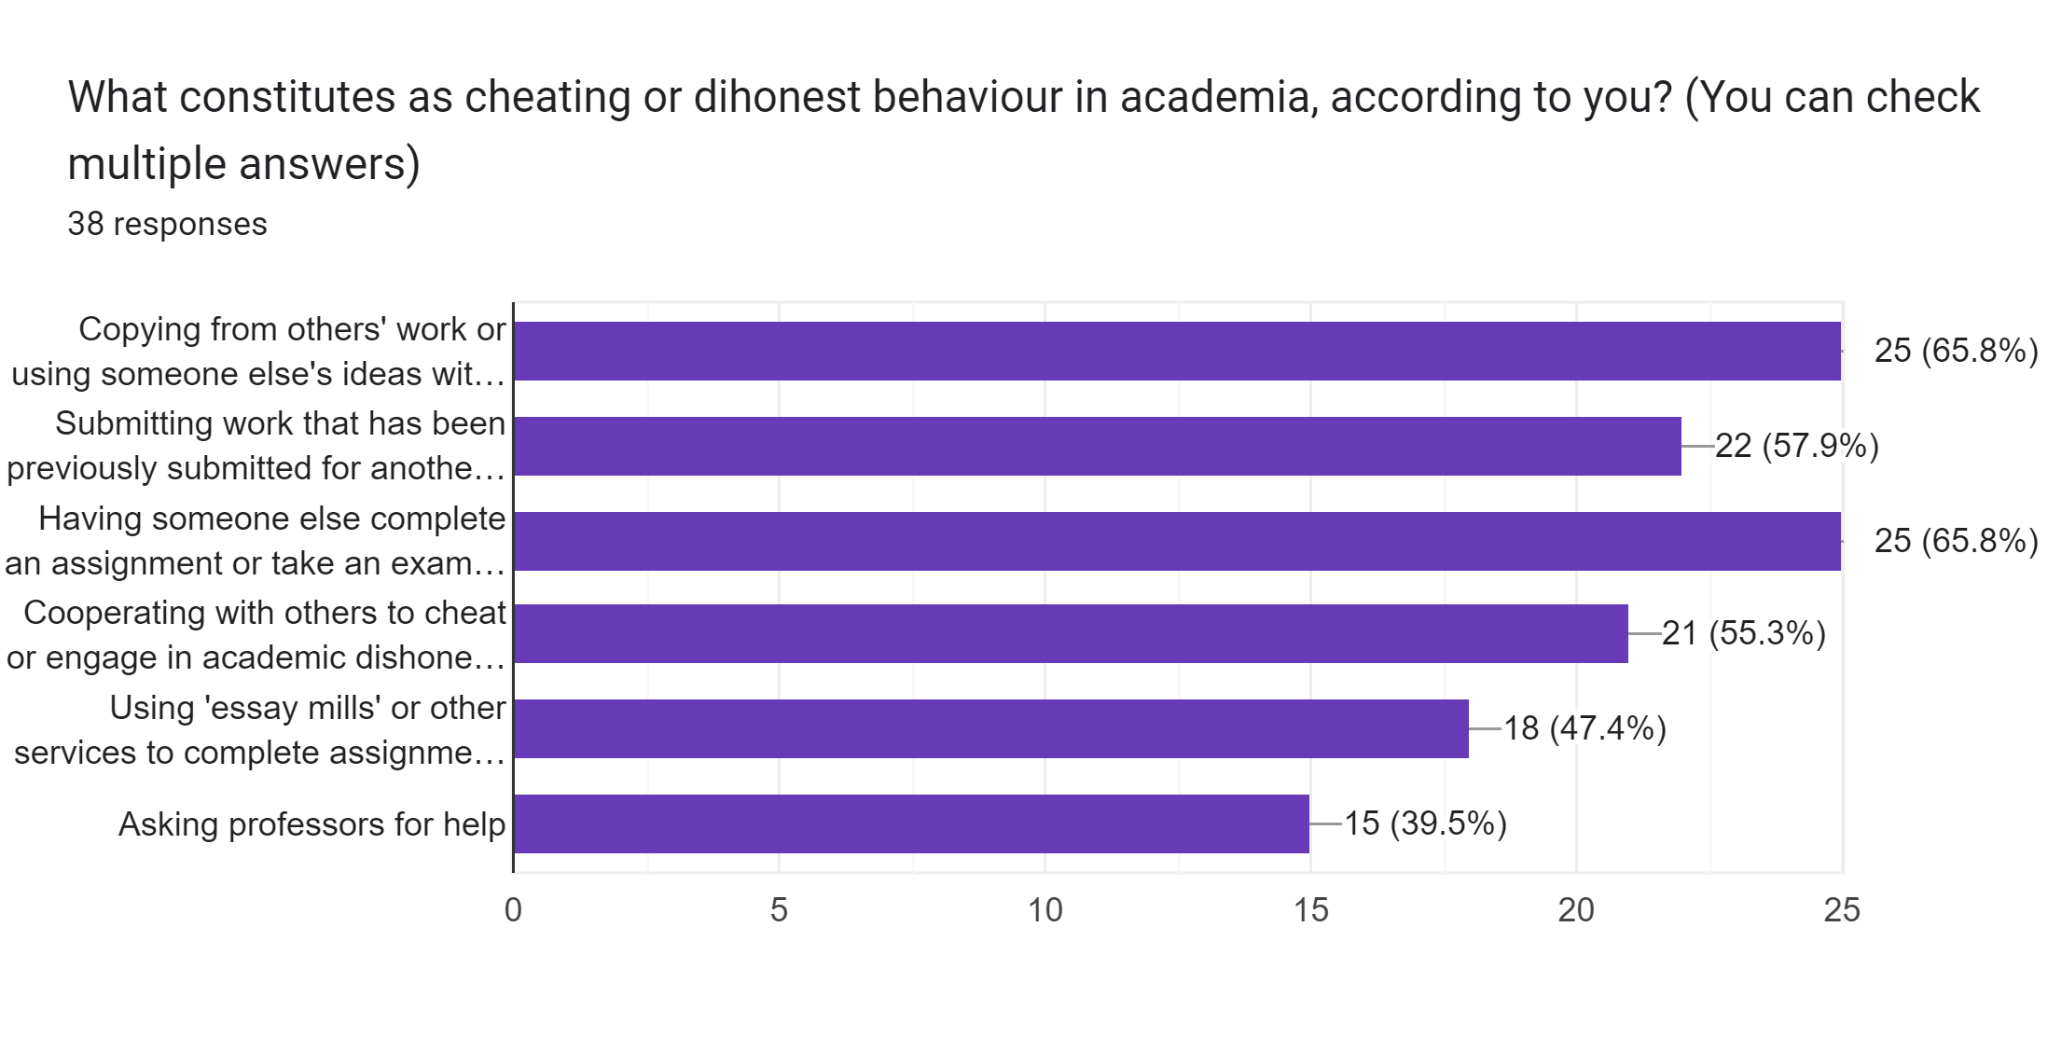 What constitutes as cheating or dihonest behaviour in academia, according to you? (You can check
multiple answers)
38 responses
Copying from others' work or
using someone else's ideas wit…
25 (65.8%)
Submitting work that has been
previously submitted for anothe…
22 (57.9%)
Having someone else complete
an assignment or take an exam…
25 (65.8%)
Cooperating with others to cheat
or engage in academic dishone…
21 (55.3%)
Using 'essay mills' or other
services to complete assignme…
18 (47.4%)
Asking professors for help
15 (39.5%)
0 5 10 15 20 25